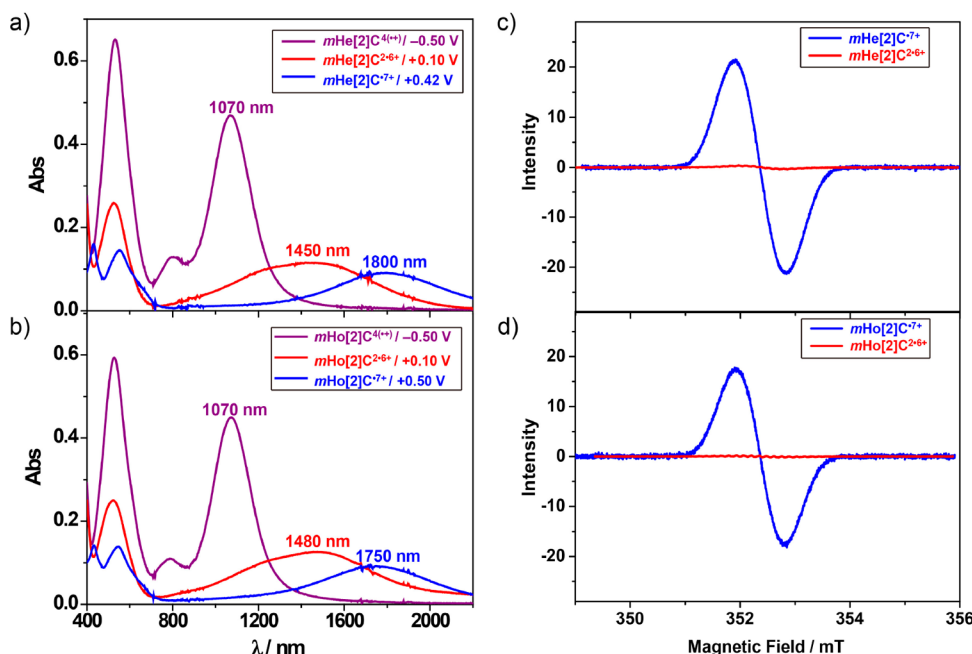 a)
mHe[2]C4(•+)/ –0.50 V
mHe[2]C2•6+/ +0.10 V
mHe[2]C•7+/ +0.42 V
1070 nm
1450 nm
1800 nm
Abs
0.6
0.4
0.2
0.0
b)
mHo[2]C4(•+)/ –0.50 V
mHo[2]C2•6+/ +0.10 V
mHo[2]C•7+/ +0.50 V
1070 nm
1480 nm
1750 nm
Abs
0.6
0.4
0.2
0.0
400 800 1200 1600 2000
λ/ nm
c)
mHe[2]C•7+
mHe[2]C2•6+
Intensity
20
10
0
-10
-20
d)
mHo[2]C•7+
mHo[2]C2•6+
Intensity
20
10
0
-10
-20
350 352 354 356
Magnetic Field / mT